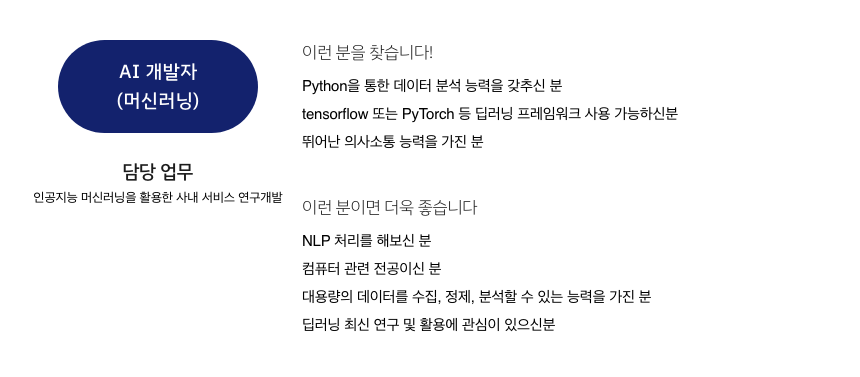 AI 개발자
(머신러닝)
담당 업무
인공지능 머신러닝을 활용한 사내 서비스 연구개발
이런 분을 찾습니다!
Python을 통한 데이터 분석 능력을 갖추신 분
tensorflow 또는 PyTorch 등 딥러닝 프레임워크 사용 가능하신분
뛰어난 의사소통 능력을 가진 분
이런 분이면 더욱 좋습니다
NLP 처리를 해보신 분
컴퓨터 관련 전공이신 분
대용량의 데이터를 수집, 정제, 분석할 수 있는 능력을 가진 분
딥러닝 최신 연구 및 활용에 관심이 있으신분